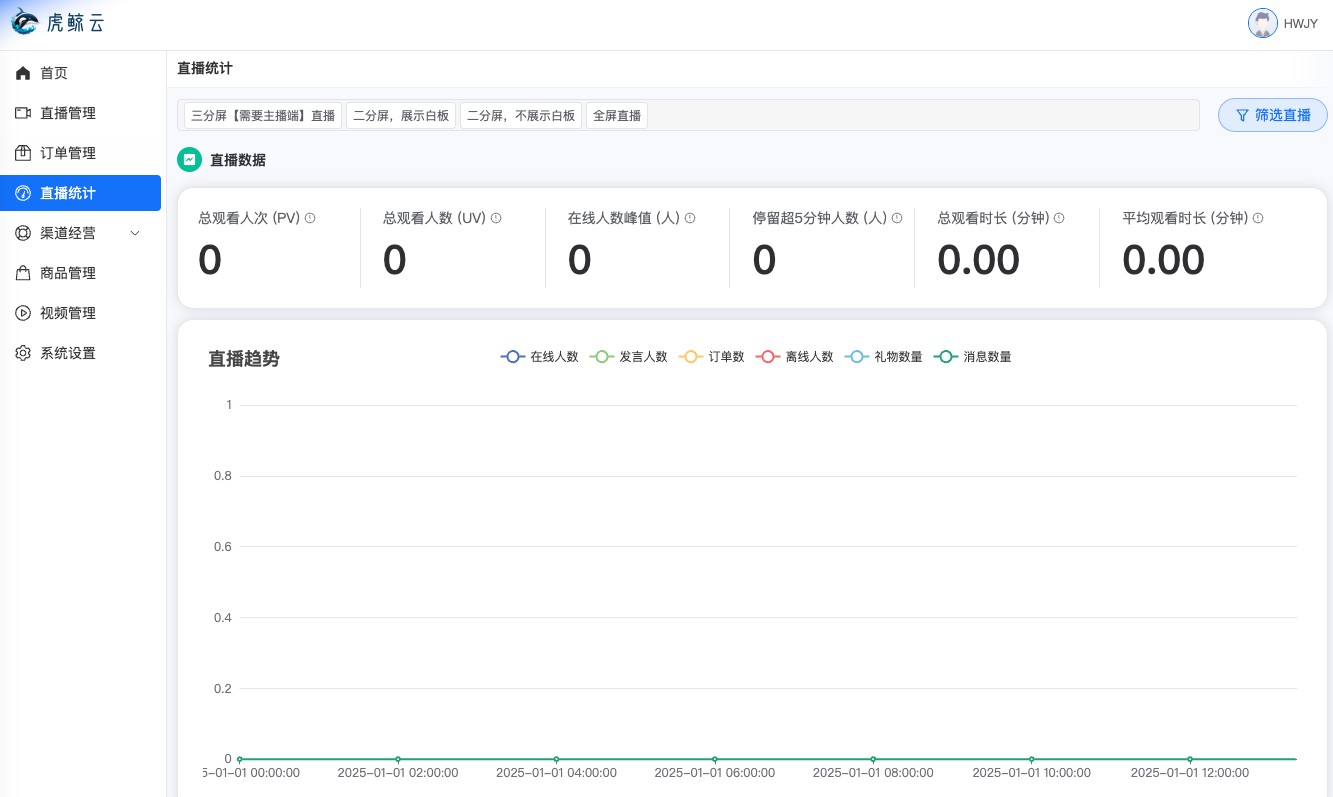 虎鲸云
HWJY
首页
直播管理
订单管理
直播统计
渠道经营
商品管理
视频管理
系统设置
直播统计
三分屏【需要主播端】直播 二分屏，展示白板 二分屏，不展示白板 全屏直播
筛选直播
直播数据
总观看人次 (PV) 总观看人数 (UV) 在线人数峰值 (人) 停留超5分钟人数 (人) 总观看时长 (分钟) 平均观看时长 (分钟)
0 0 0 0 0.00 0.00
直播趋势
在线人数 发言人数 订单数 离线人数 礼物数量 消息数量
1
0.8
0.6
0.4
0.2
0
5-01-01 00:00:00 2025-01-01 02:00:00 2025-01-01 04:00:00 2025-01-01 06:00:00 2025-01-01 08:00:00 2025-01-01 10:00:00 2025-01-01 12:00:00